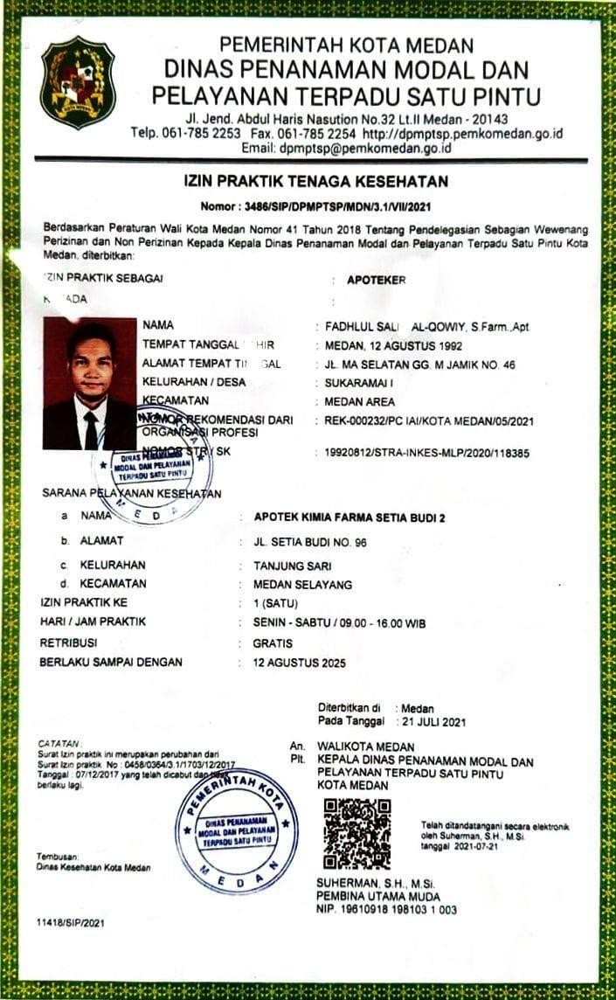 PEMERINTAH KOTA MEDAN
DINAS PENANAMAN MODAL DAN
PELAYANAN TERPADU SATU PINTU
Jl. Jend. Abdul Haris Nasution No.32 Lt.II Medan - 20143
Telp. 061-785 2253 Fax. 061-785 2254 http://dpmptsp.pemkomedan.go.id
Email: dpmptsp@pemkomedan.go.id
KOTA MEDAN
IZIN PRAKTIK TENAGA KESEHATAN
Nomor : 3486/SIP/DPMPTSP/MDN/3.1/VII/2021
Berdasarkan Peraturan Wali Kota Medan Nomor 41 Tahun 2018 Tentang Pendelegasian Sebagian Wewenang
Perizinan dan Non Perizinan Kepada Kepala Dinas Penanaman Modal dan Pelayanan Terpadu Satu Pintu Kota
Medan, diterbitkan:
IZIN PRAKTIK SEBAGAI : APOTEKER
:
NAMA : FADHLUL AL-QOWIY, S.Farm.,Apt
TEMPAT TANGGAL : MEDAN, 12 AGUSTUS 1992
ALAMAT TEMPAT : JL. MA SELATAN GG. M JAMIK NO. 46
KELURAHAN / DESA : SUKARAMAI I
KECAMATAN : MEDAN AREA
NOMOR REKOMENDASI DARI : REK-000232/PC IAI/KOTA MEDAN/05/2021
ORGANISASI PROFESI
NOMOR STR / SK : 19920812/STRA-INKES-MLP/2020/118385
KOTA
DINAS PENANAMAN
MODAL DAN PELAYANAN
TERPADU SATU PINTU
MEDAN
SARANA PELAYANAN KESEHATAN
a NAMA : APOTEK KIMIA FARMA SETIA BUDI 2
b. ALAMAT : JL. SETIA BUDI NO. 96
c. KELURAHAN : TANJUNG SARI
d. KECAMATAN : MEDAN SELAYANG
IZIN PRAKTIK KE : 1 (SATU)
HARI / JAM PRAKTIK : SENIN - SABTU / 09.00 - 16.00 WIB
RETRIBUSI : GRATIS
BERLAKU SAMPAI DENGAN : 12 AGUSTUS 2025
Diterbitkan di : Medan
Pada Tanggal : 21 JULI 2021
An. WALIKOTA MEDAN
Plt. KEPALA DINAS PENANAMAN MODAL DAN
PELAYANAN TERPADU SATU PINTU
KOTA MEDAN
CATATAN:
Surat Izin praktik ini merupakan perubahan dari
Surat Izin praktik No : 0458/0364/3.1/1703/12/2017
Tanggal : 07/12/2017 yang telah dicabut dan tidak
berlaku lagi.
PEMERINTAH KOTA
DINAS PENANAMAN
MODAL DAN PELAYANAN
TERPADU SATU PINTU
MEDAN
Telah ditandatangani secara elektronik
oleh Suherman, S.H., M.Si.
tanggal 2021-07-21
Tembusan:
Dinas Kesehatan Kota Medan
SUHERMAN, S.H., M.Si.
PEMBINA UTAMA MUDA
NIP. 19610918 198103 1 003
11418/SIP/2021